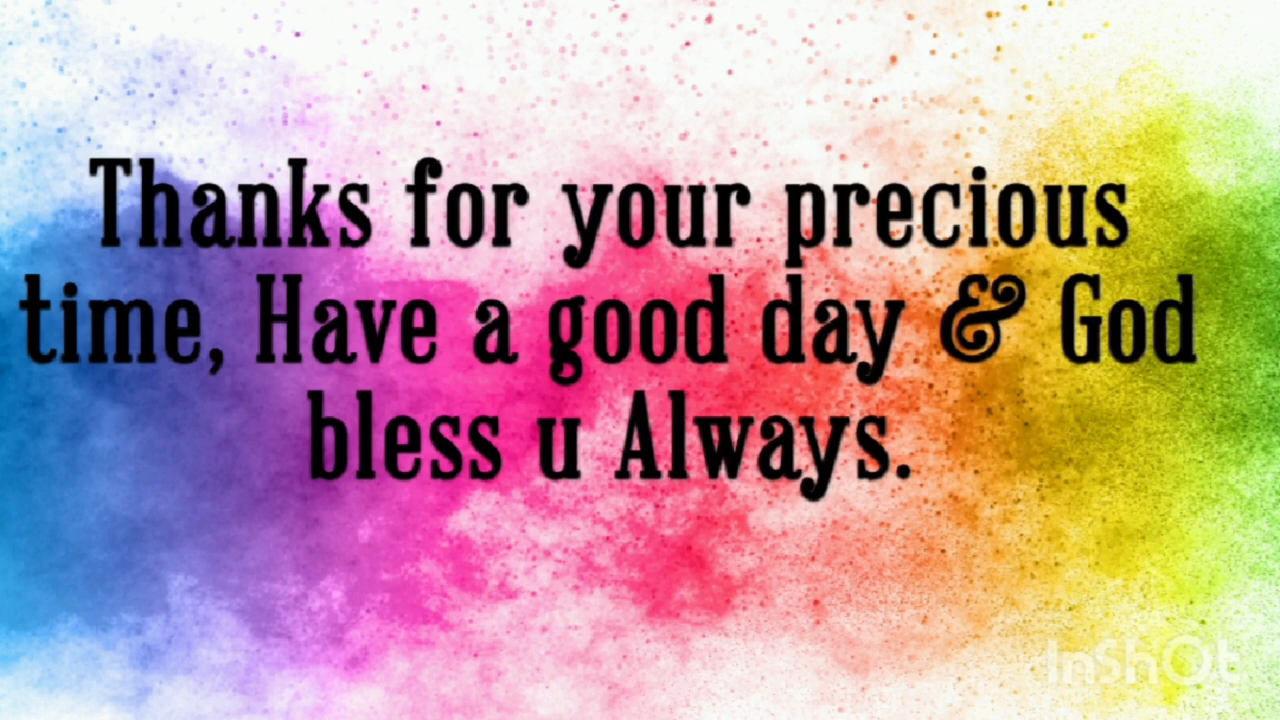 Thanks for your precious
time, Have a good day & God
bless u Always.
InShOt